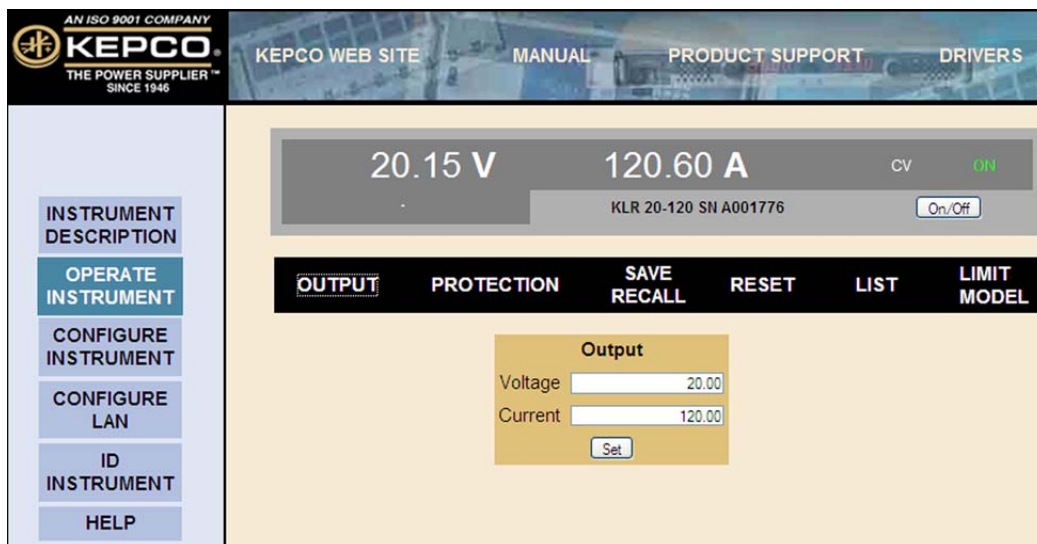 AN ISO 9001 COMPANY
KEPCO®
THE POWER SUPPLIER™
SINCE 1946
KEPCO WEB SITE MANUAL PRODUCT SUPPORT DRIVERS
20.15 V 120.60 A CV ON
KLR 20-120 SN A001776 On/Off
INSTRUMENT
DESCRIPTION
OPERATE
INSTRUMENT
CONFIGURE
INSTRUMENT
CONFIGURE
LAN
ID
INSTRUMENT
HELP
OUTPUT PROTECTION SAVE RECALL RESET LIST LIMIT MODEL
Output
Voltage 20.00
Current 120.00
Set